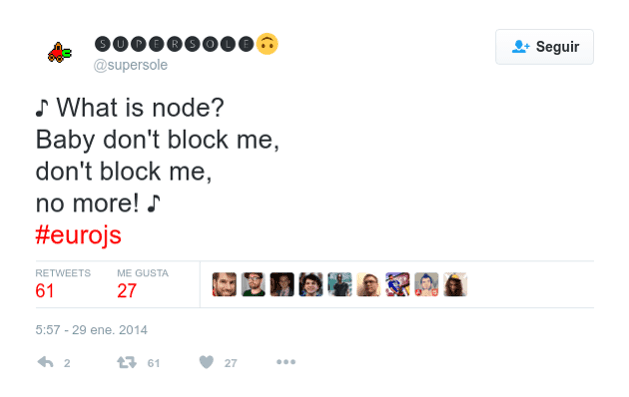 🅢🅤🅟🅔🅡🅢🅞🅛🅔🙃
@supersole
Seguir
♪ What is node?
Baby don't block me,
don't block me,
no more! ♪
#eurojs
RETWEETS ME GUSTA
61 27
5:57 - 29 ene. 2014
2 61 27